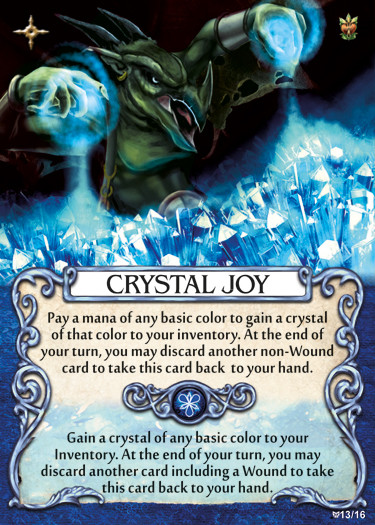 CRYSTAL JOY
Pay a mana of any basic color to gain a crystal
of that color to your inventory. At the end of
your turn, you may discard another non-Wound
card to take this card back to your hand.
Gain a crystal of any basic color to your
Inventory. At the end of your turn, you may
discard another card including a Wound to take
this card back to your hand.
13/16